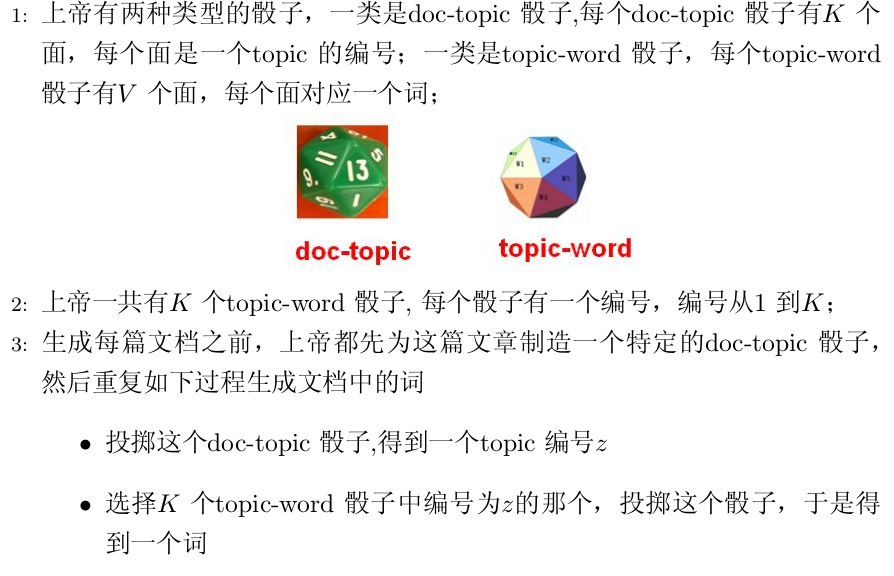 1: 上帝有两种类型的骰子，一类是doc-topic 骰子,每个doc-topic 骰子有K 个
面，每个面是一个topic 的编号；一类是topic-word 骰子，每个topic-word
骰子有V 个面，每个面对应一个词；
4
5
11
13
9.
1
W1
W2
W3
W4
W5
doc-topic
topic-word
2: 上帝一共有K 个topic-word 骰子, 每个骰子有一个编号，编号从1 到K；
3: 生成每篇文档之前，上帝都先为这篇文章制造一个特定的doc-topic 骰子，
然后重复如下过程生成文档中的词
• 投掷这个doc-topic 骰子,得到一个topic 编号z
• 选择K 个topic-word 骰子中编号为z的那个，投掷这个骰子，于是得
到一个词